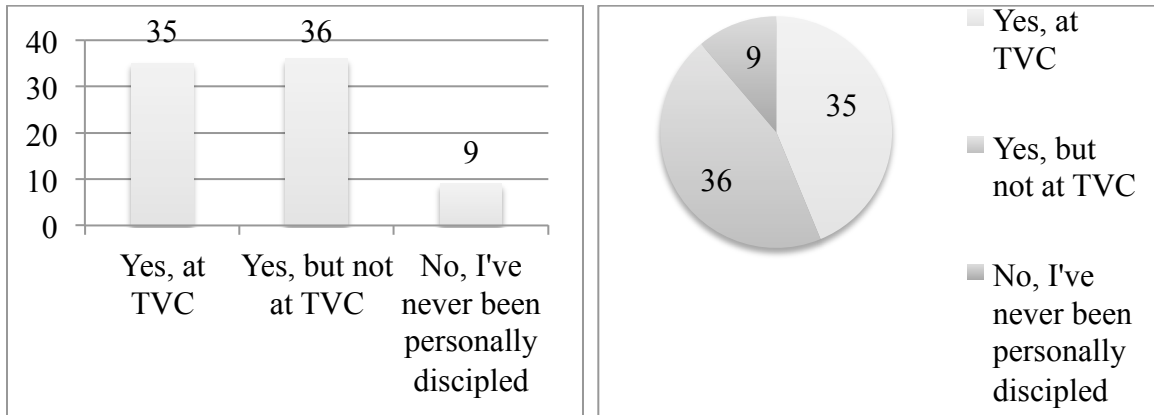 40
30
20
10
0
35
36
9
Yes, at
TVC
Yes, but not
at TVC
No, I've
never been
personally
discipled
35
36
9
Yes, at
TVC
Yes, but
not at TVC
No, I've
never been
personally
discipled